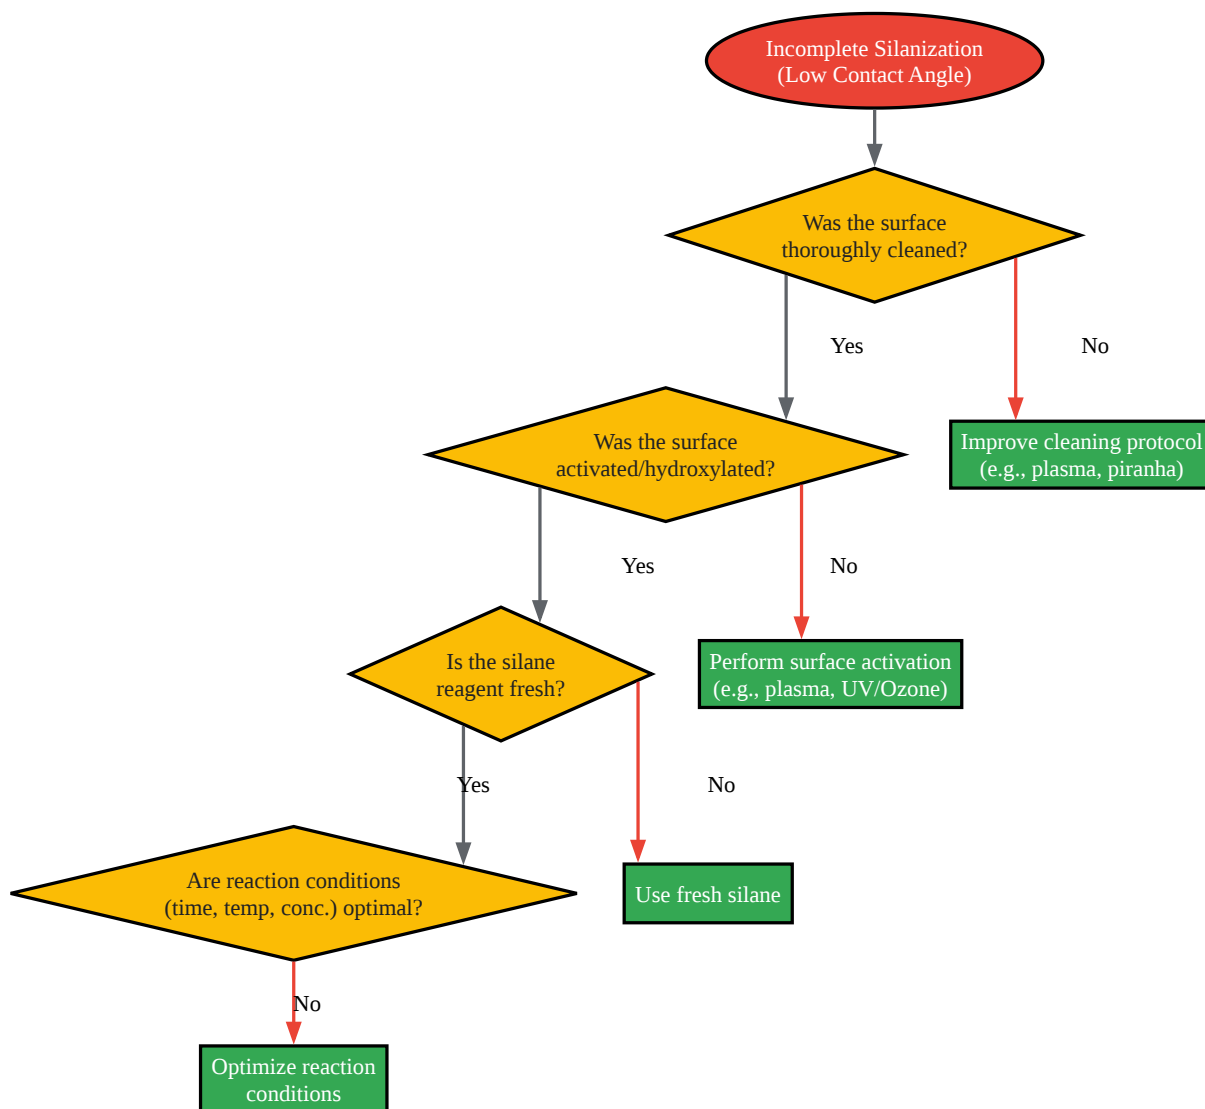 Incomplete Silanization
(Low Contact Angle)
Was the surface
thoroughly cleaned?
Yes
No
Was the surface
activated/hydroxylated?
Improve cleaning protocol
(e.g., plasma, piranha)
Yes
No
Is the silane
reagent fresh?
Perform surface activation
(e.g., plasma, UV/Ozone)
Yes
No
Are reaction conditions
(time, temp, conc.) optimal?
Use fresh silane
No
Optimize reaction
conditions